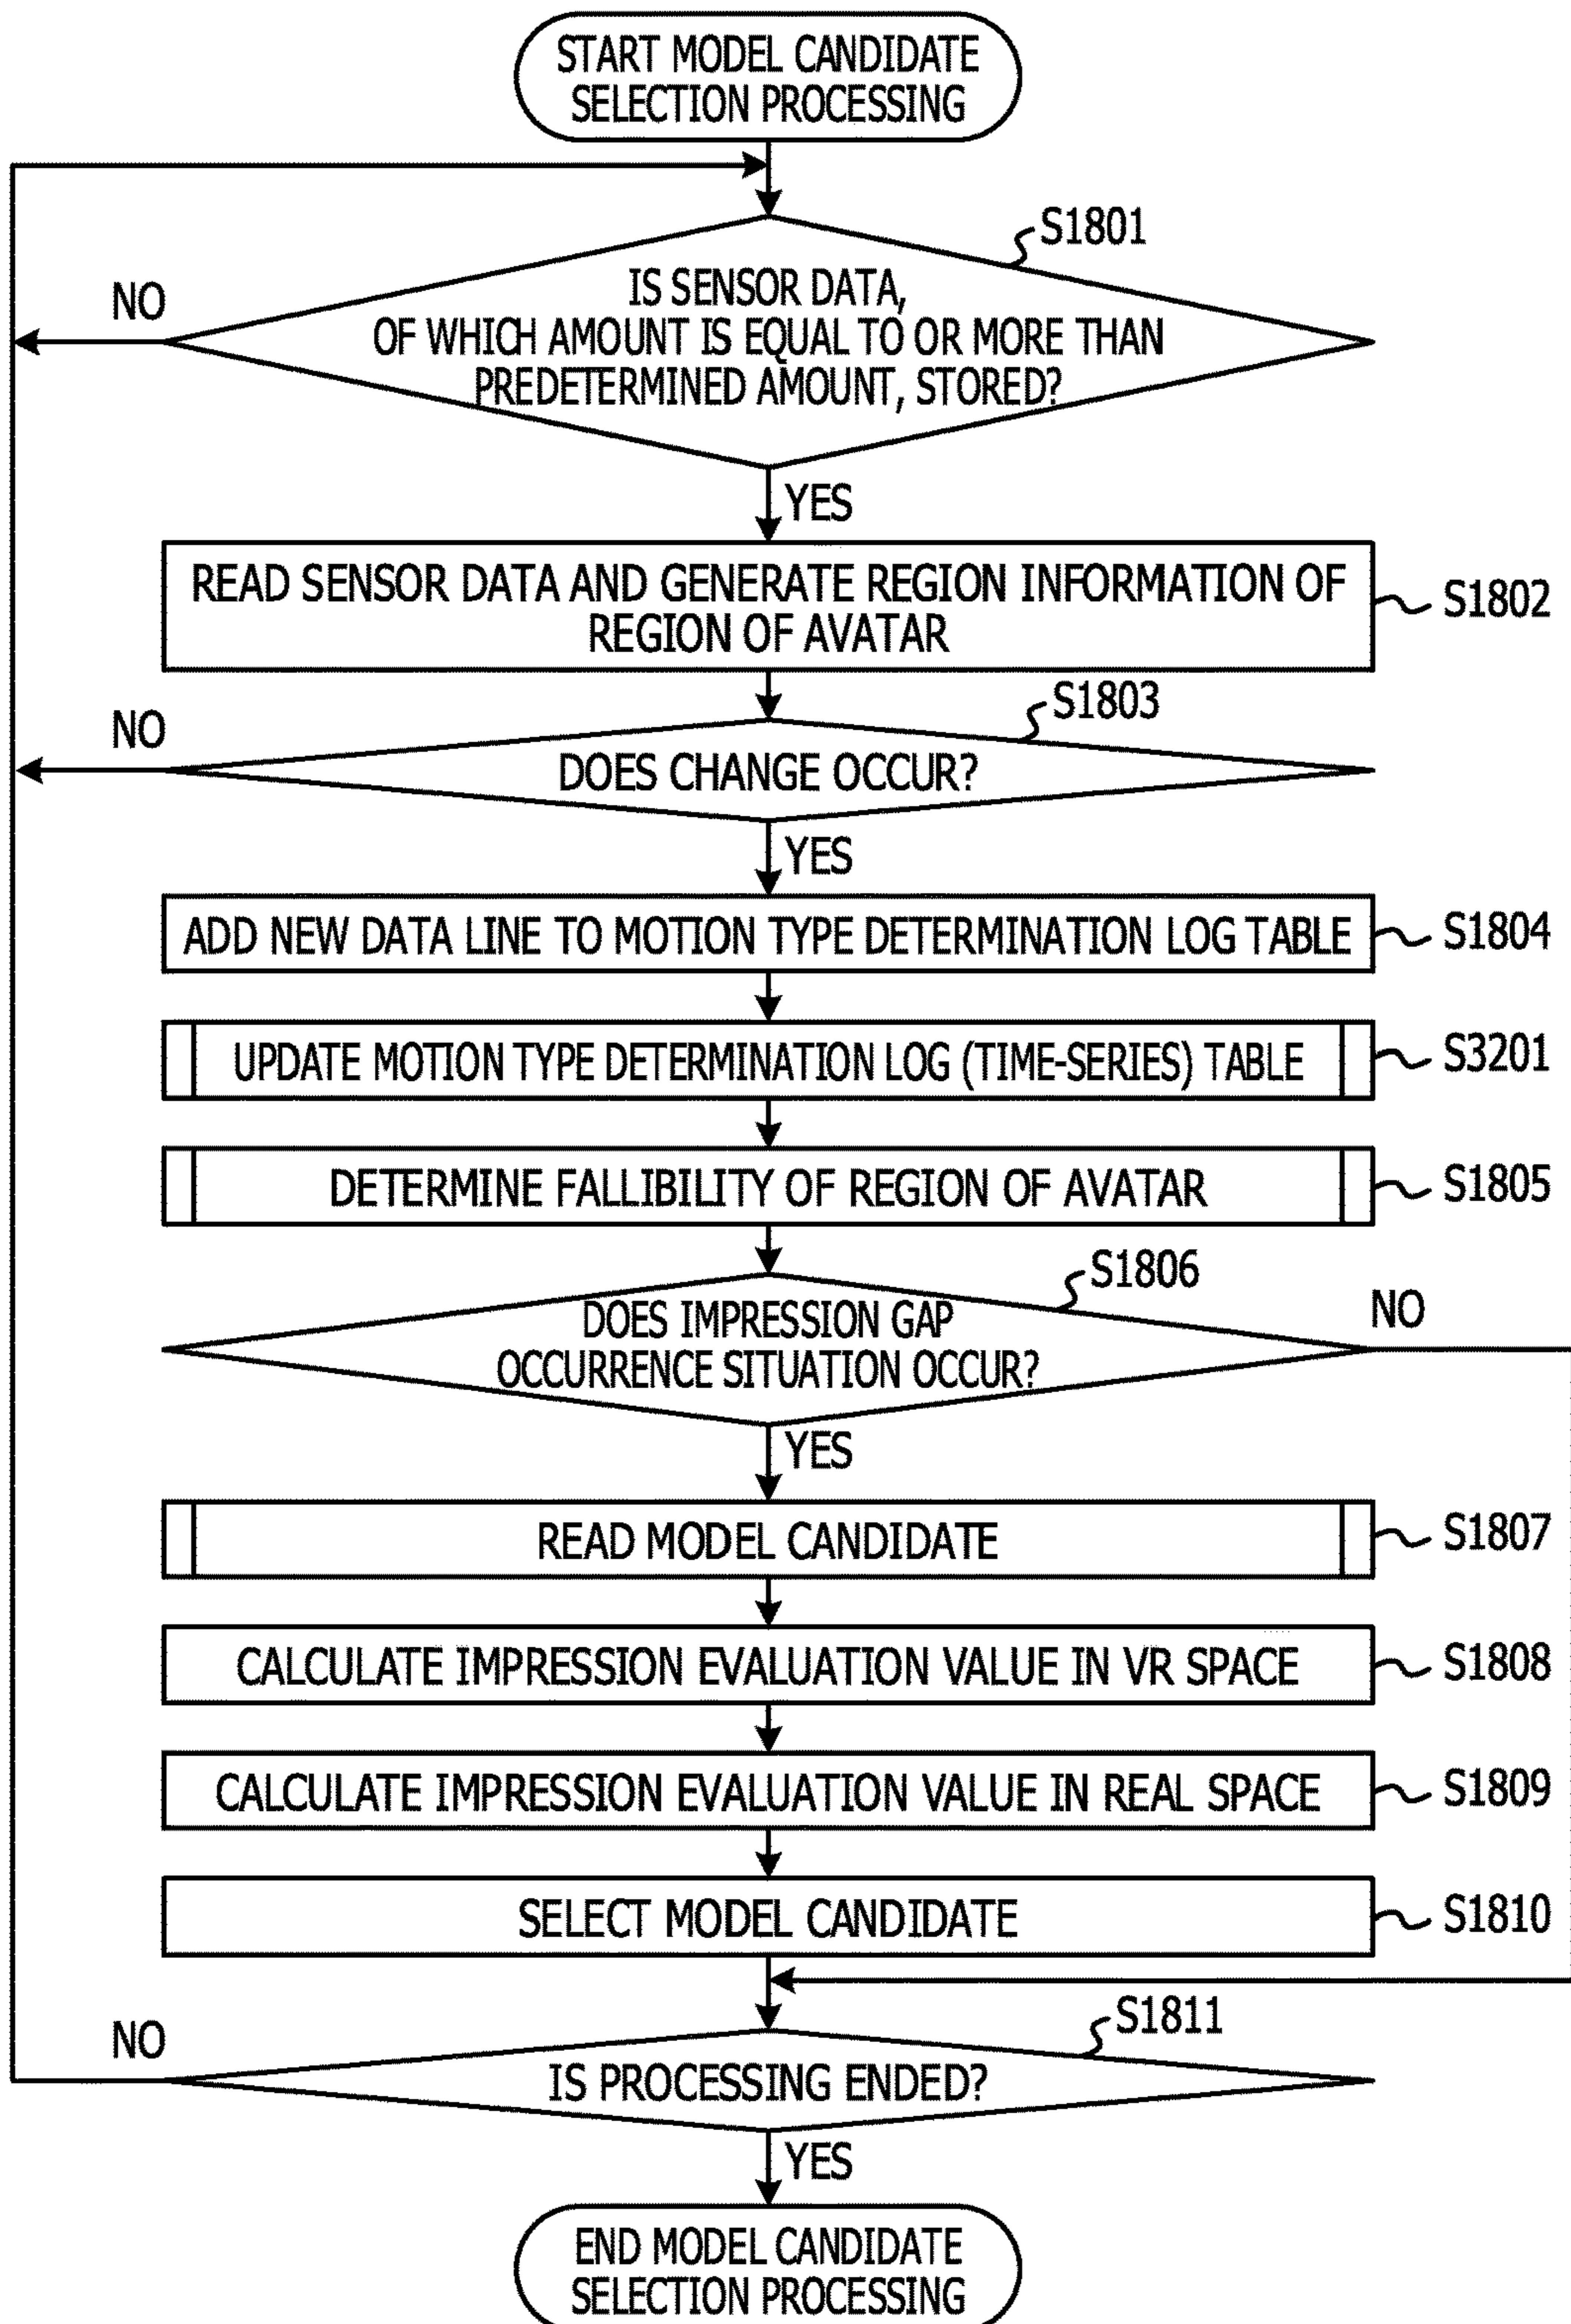 START MODEL CANDIDATE
SELECTION PROCESSING
S1801
NO
IS SENSOR DATA,
OF WHICH AMOUNT IS EQUAL TO OR MORE THAN
PREDETERMINED AMOUNT, STORED?
YES
READ SENSOR DATA AND GENERATE REGION INFORMATION OF
REGION OF AVATAR
S1802
S1803
NO
DOES CHANGE OCCUR?
YES
ADD NEW DATA LINE TO MOTION TYPE DETERMINATION LOG TABLE
S1804
UPDATE MOTION TYPE DETERMINATION LOG (TIME-SERIES) TABLE
S3201
DETERMINE FALLIBILITY OF REGION OF AVATAR
S1805
S1806
NO
DOES IMPRESSION GAP
OCCURRENCE SITUATION OCCUR?
YES
READ MODEL CANDIDATE
S1807
CALCULATE IMPRESSION EVALUATION VALUE IN VR SPACE
S1808
CALCULATE IMPRESSION EVALUATION VALUE IN REAL SPACE
S1809
SELECT MODEL CANDIDATE
S1810
S1811
NO
IS PROCESSING ENDED?
YES
END MODEL CANDIDATE
SELECTION PROCESSING